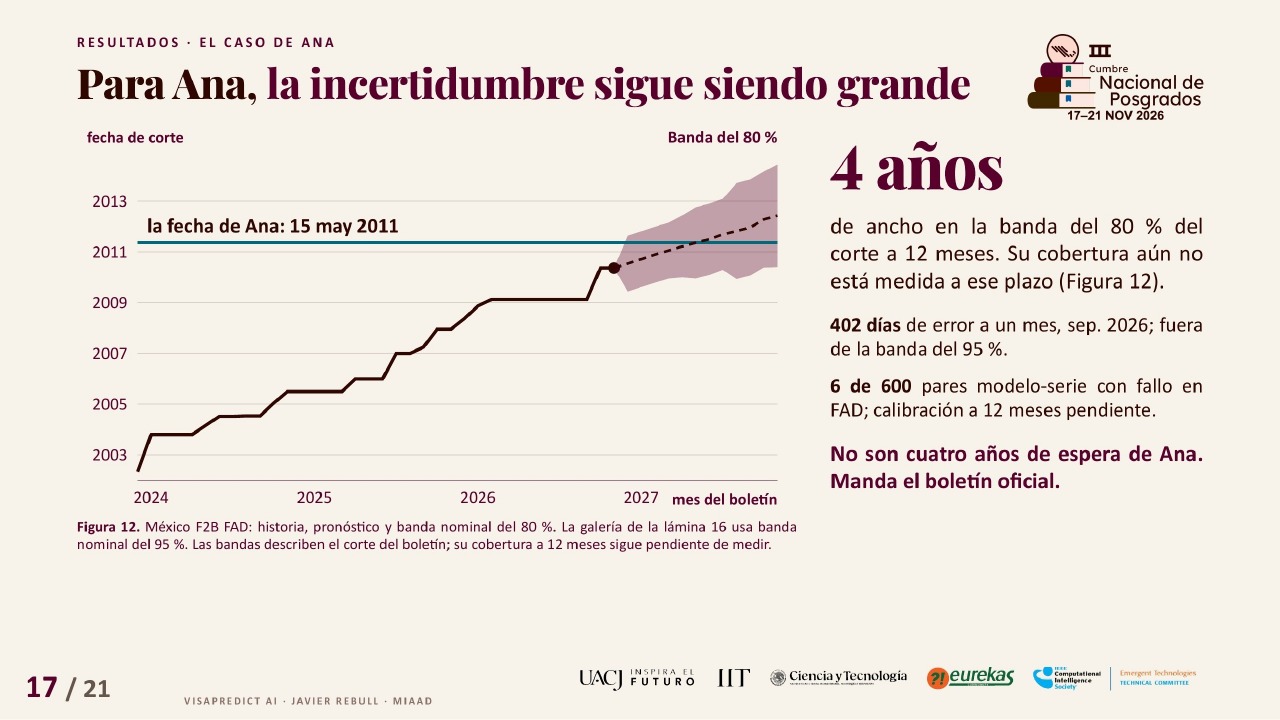 RESULTADOS · EL CASO DE ANA
Para Ana, la incertidumbre sigue siendo grande
III
Cumbre
Nacional de
Posgrados
17–21 NOV 2026
fecha de corte
Banda del 80 %
2013
la fecha de Ana: 15 may 2011
2011
2009
2007
2005
2003
2024
2025
2026
2027
mes del boletín
Figura 12. México F2B FAD: historia, pronóstico y banda nominal del 80 %. La galería de la lámina 16 usa banda
nominal del 95 %. Las bandas describen el corte del boletín; su cobertura a 12 meses sigue pendiente de medir.
4 años
de ancho en la banda del 80 % del
corte a 12 meses. Su cobertura aún no
está medida a ese plazo (Figura 12).
402 días de error a un mes, sep. 2026; fuera
de la banda del 95 %.
6 de 600 pares modelo-serie con fallo en
FAD; calibración a 12 meses pendiente.
No son cuatro años de espera de Ana.
Manda el boletín oficial.
17 / 21
VISAPREDICT AI · JAVIER REBULL · MIAAD
UACJ INSPIRA EL
FUTURO
IIT
Ciencia y Tecnología
?! eurekas
IEEE
Computational
Intelligence
Society
Emergent Technologies
TECHNICAL COMMITTEE